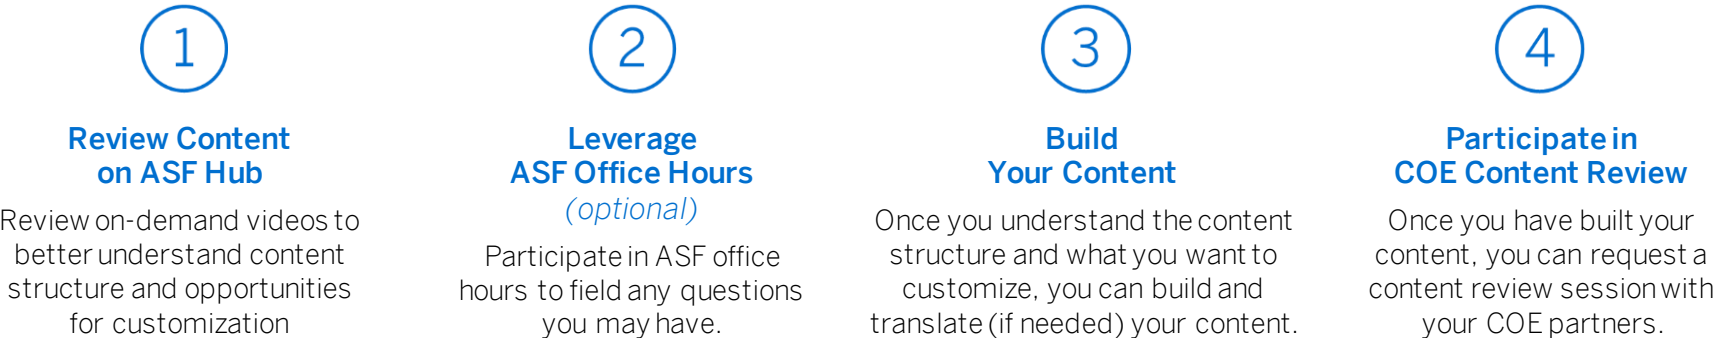 1
Review Content
on ASF Hub
Review on-demand videos to
better understand content
structure and opportunities
for customization
2
Leverage
ASF Office Hours
(optional)
Participate in ASF office
hours to field any questions
you may have.
3
Build
Your Content
Once you understand the content
structure and what you want to
customize, you can build and
translate (if needed) your content.
4
Participate in
COE Content Review
Once you have built your
content, you can request a
content review session with
your COE partners.